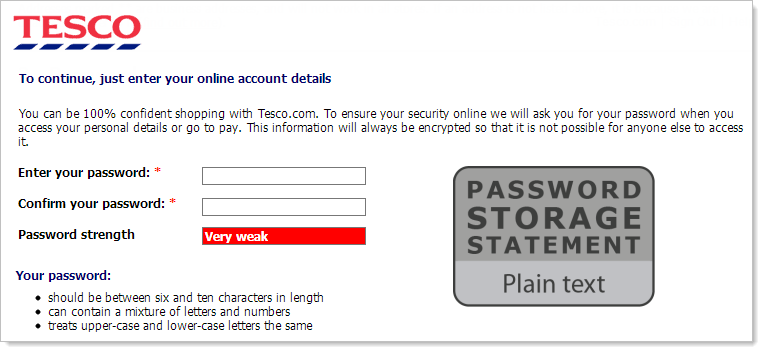 TESCO
To continue, just enter your online account details
You can be 100% confident shopping with Tesco.com. To ensure your security online we will ask you for your password when you
access your personal details or go to pay. This information will always be encrypted so that it is not possible for anyone else to access
it.
Enter your password: *
Confirm your password: *
Password strength Very weak
PASSWORD
STORAGE
STATEMENT
Plain text
Your password:
• should be between six and ten characters in length
• can contain a mixture of letters and numbers
• treats upper-case and lower-case letters the same